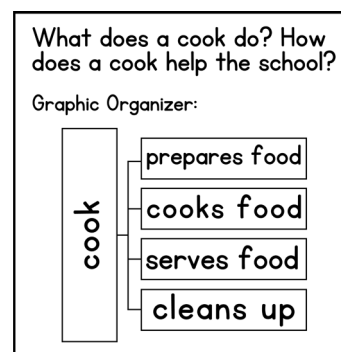 What does a cook do? How
does a cook help the school?
Graphic Organizer:
cook
prepares food
cooks food
serves food
cleans up